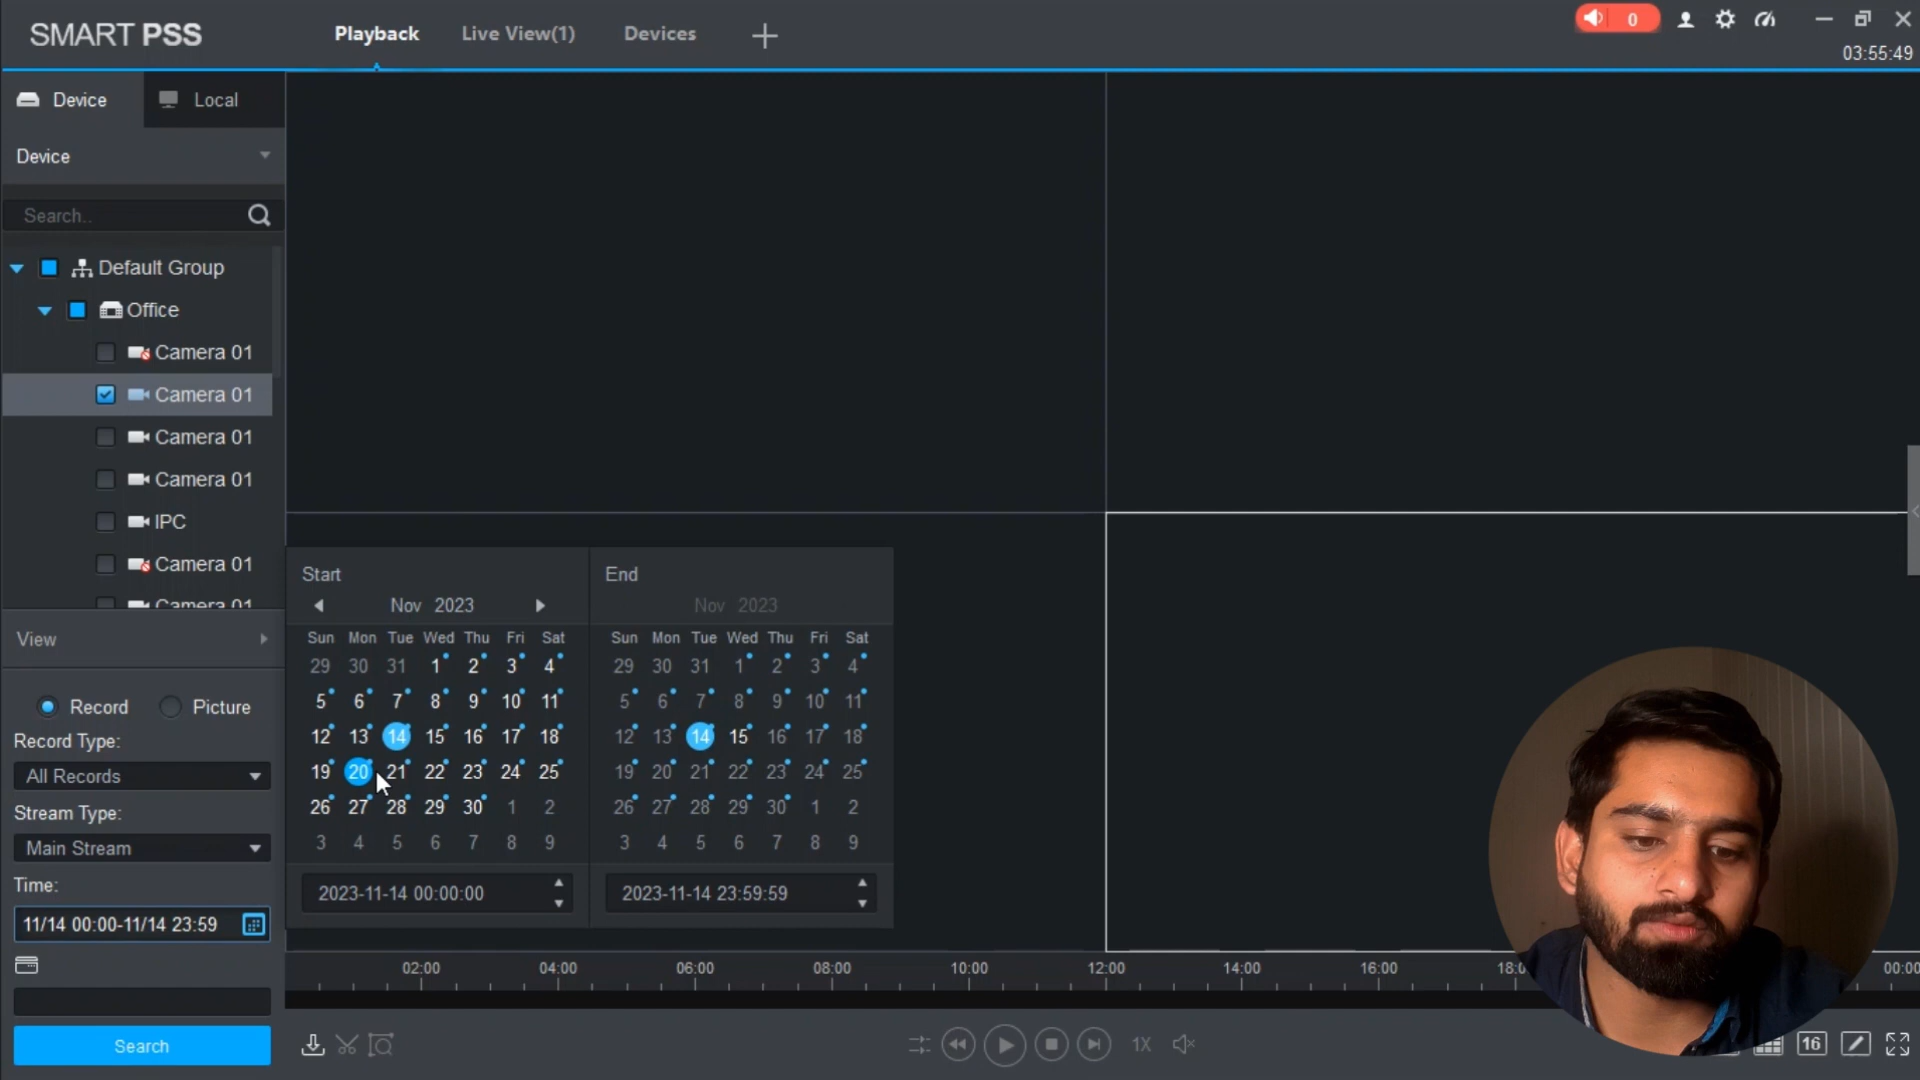 SMART PSS
Playback
Live View(1)
Devices
0
03:55:49
Device
Local
Device
Search..
Default Group
Office
Camera 01
Camera 01
Camera 01
Camera 01
IPC
Camera 01
Camera 01
View
Record
Picture
Record Type:
All Records
Stream Type:
Main Stream
Time:
11/14 00:00-11/14 23:59
Search
Start
Nov 2023
Sun Mon Tue Wed Thu Fri Sat
29 30 31 1 2 3 4
5 6 7 8 9 10 11
12 13 14 15 16 17 18
19 20 21 22 23 24 25
26 27 28 29 30 1 2
3 4 5 6 7 8 9
2023-11-14 00:00:00
End
Nov 2023
Sun Mon Tue Wed Thu Fri Sat
29 30 31 1 2 3 4
5 6 7 8 9 10 11
12 13 14 15 16 17 18
19 20 21 22 23 24 25
26 27 28 29 30 1 2
3 4 5 6 7 8 9
2023-11-14 23:59:59
02:00 04:00 06:00 08:00 10:00 12:00 14:00 16:00 00:00
1X
16